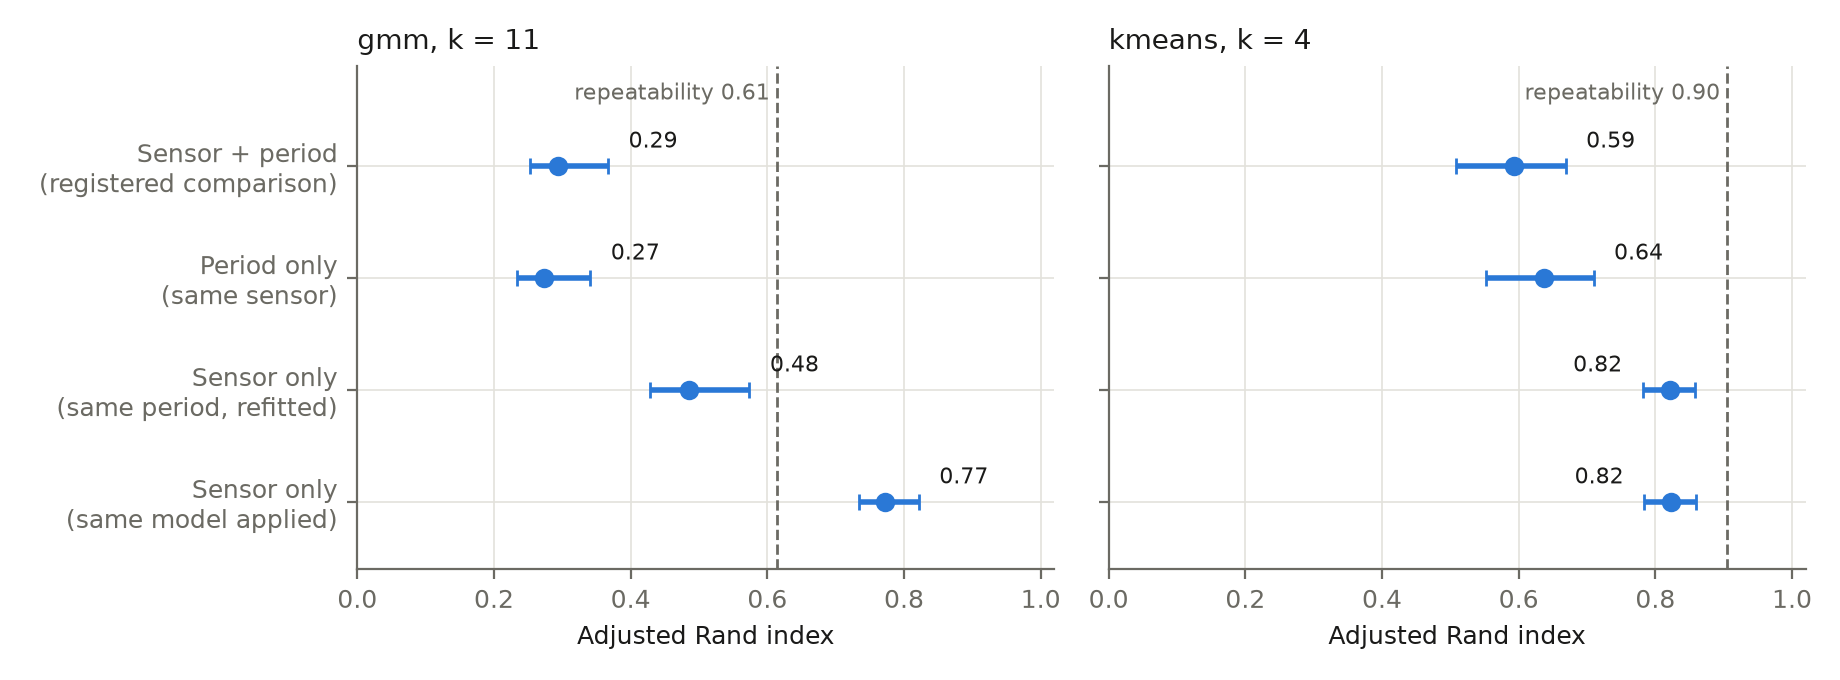 gmm, k = 11
repeatability 0.61
Sensor + period
(registered comparison)
0.29
Period only
(same sensor)
0.27
Sensor only
(same period, refitted)
0.48
Sensor only
(same model applied)
0.77
0.0 0.2 0.4 0.6 0.8 1.0
Adjusted Rand index
kmeans, k = 4
repeatability 0.90
0.59
0.64
0.82
0.82
0.0 0.2 0.4 0.6 0.8 1.0
Adjusted Rand index